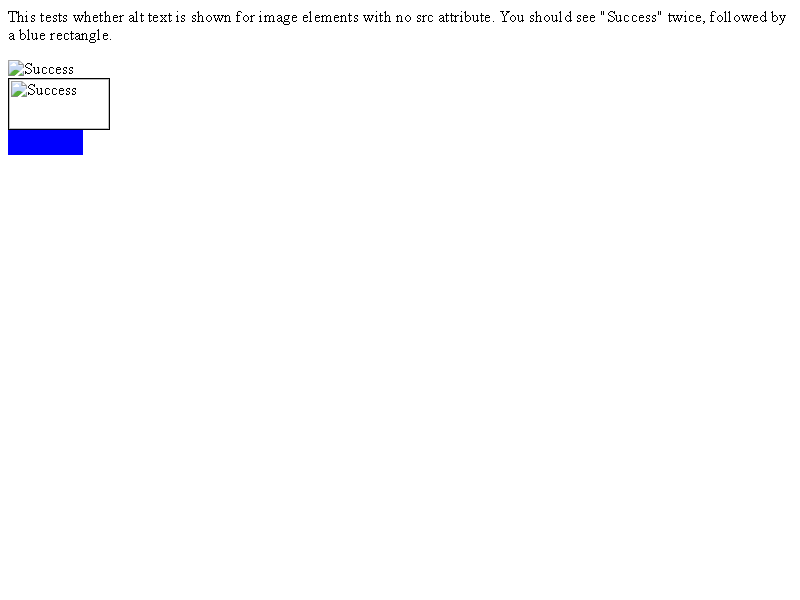 This tests whether alt text is shown for image elements with no src attribute. You should see "Success" twice, followed by
a blue rectangle.
Success
Success